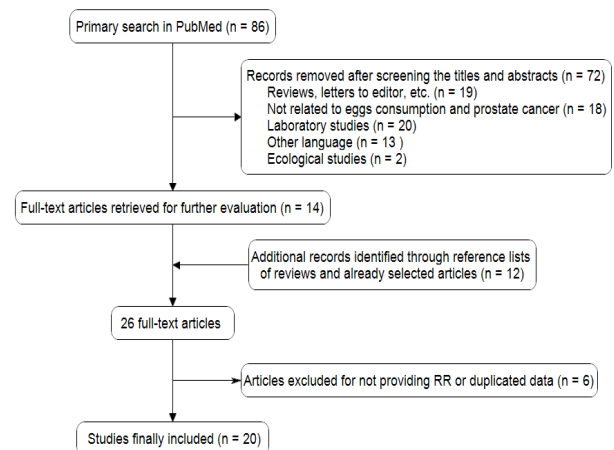 Primary search in PubMed (n = 86)
Records removed after screening the titles and abstracts (n = 72)
Reviews, letters to editor, etc. (n = 19)
Not related to eggs consumption and prostate cancer (n = 18)
Laboratory studies (n = 20)
Other language (n = 13 )
Ecological studies (n = 2)
Full-text articles retrieved for further evaluation (n = 14)
Additional records identified through reference lists
of reviews and already selected articles (n = 12)
26 full-text articles
Articles excluded for not providing RR or duplicated data (n = 6)
Studies finally included (n = 20)